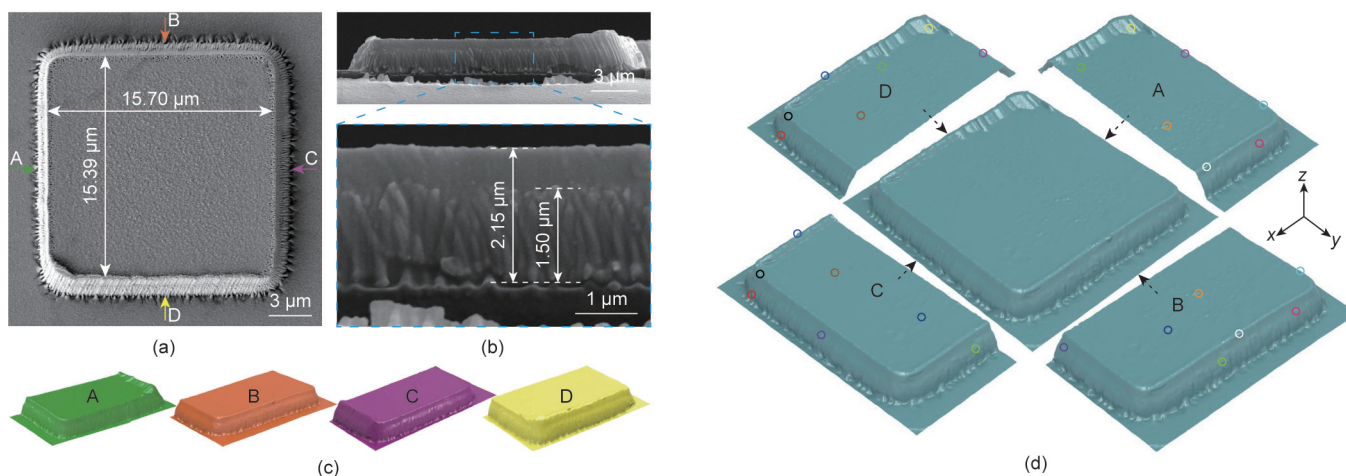 B
15.70 µm
15.39 µm
A
C
D
3 µm
(a)
3 µm
2.15 µm
1.50 µm
1 µm
(b)
A
B
C
D
(c)
D
A
z
x
y
C
B
(d)